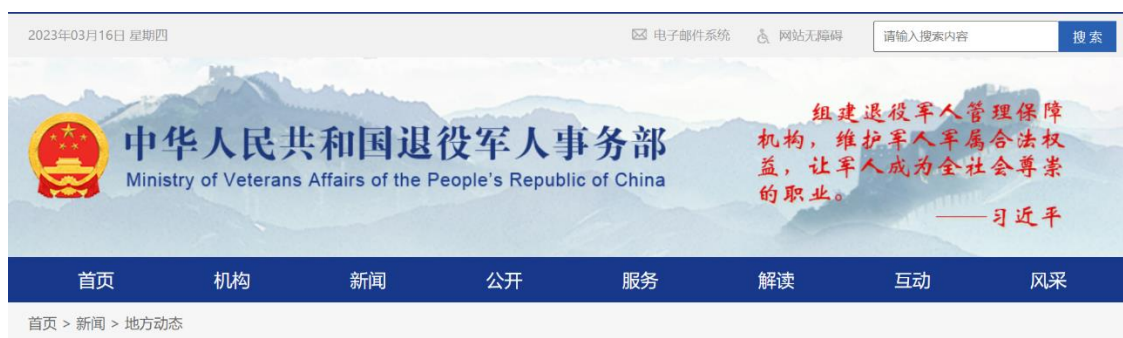 2023年03月16日 星期四 电子邮件系统 网站无障碍 请输入搜索内容 搜索
中华人民共和国退役军人事务部
Ministry of Veterans Affairs of the People's Republic of China
组建退役军人管理保障
机构，维护军人军属合法权
益，让军人成为全社会尊崇
的职业。
——习近平
首页 机构 新闻 公开 服务 解读 互动 风采
首页 > 新闻 > 地方动态